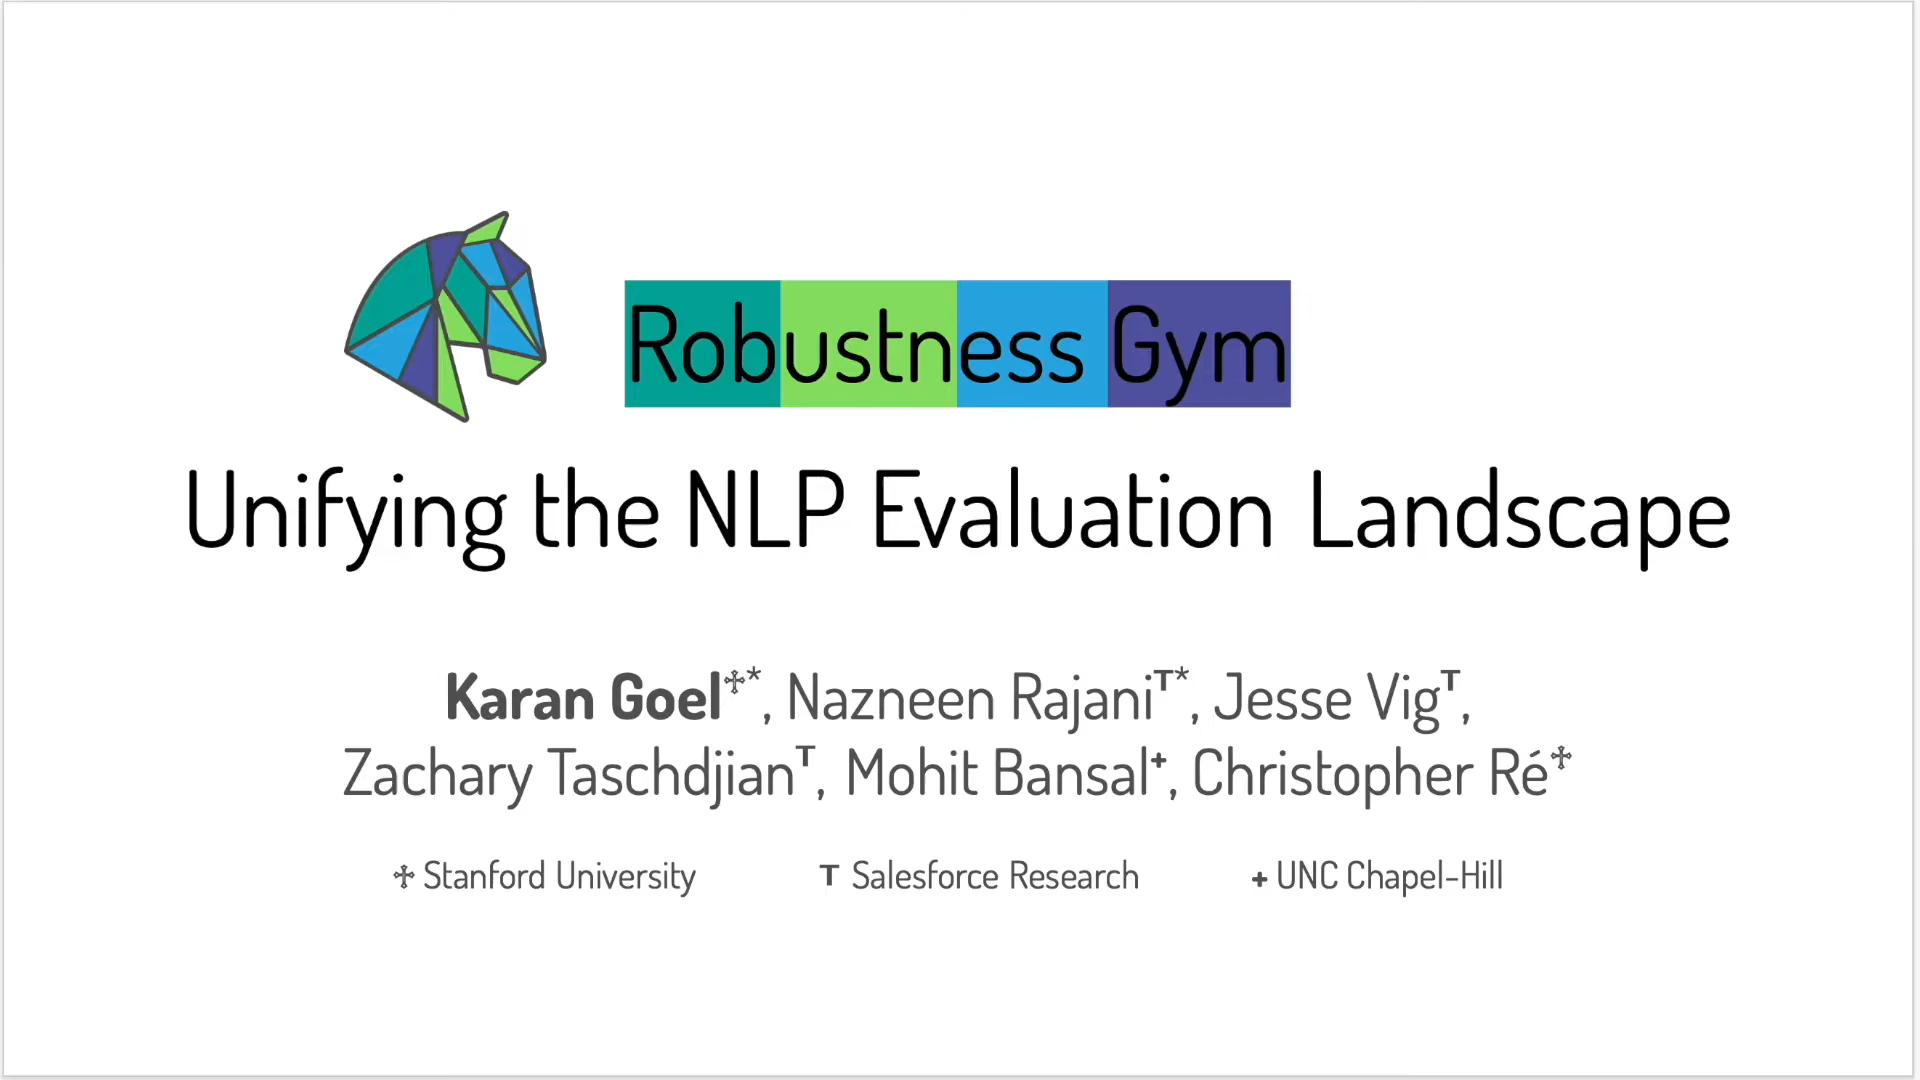 Robustness Gym
Unifying the NLP Evaluation Landscape
Karan Goel♱*, Nazneen Rajaniᵀ*, Jesse Vigᵀ,
Zachary Taschdjianᵀ, Mohit Bansal⁺, Christopher Ré♱
♱ Stanford University T Salesforce Research + UNC Chapel-Hill